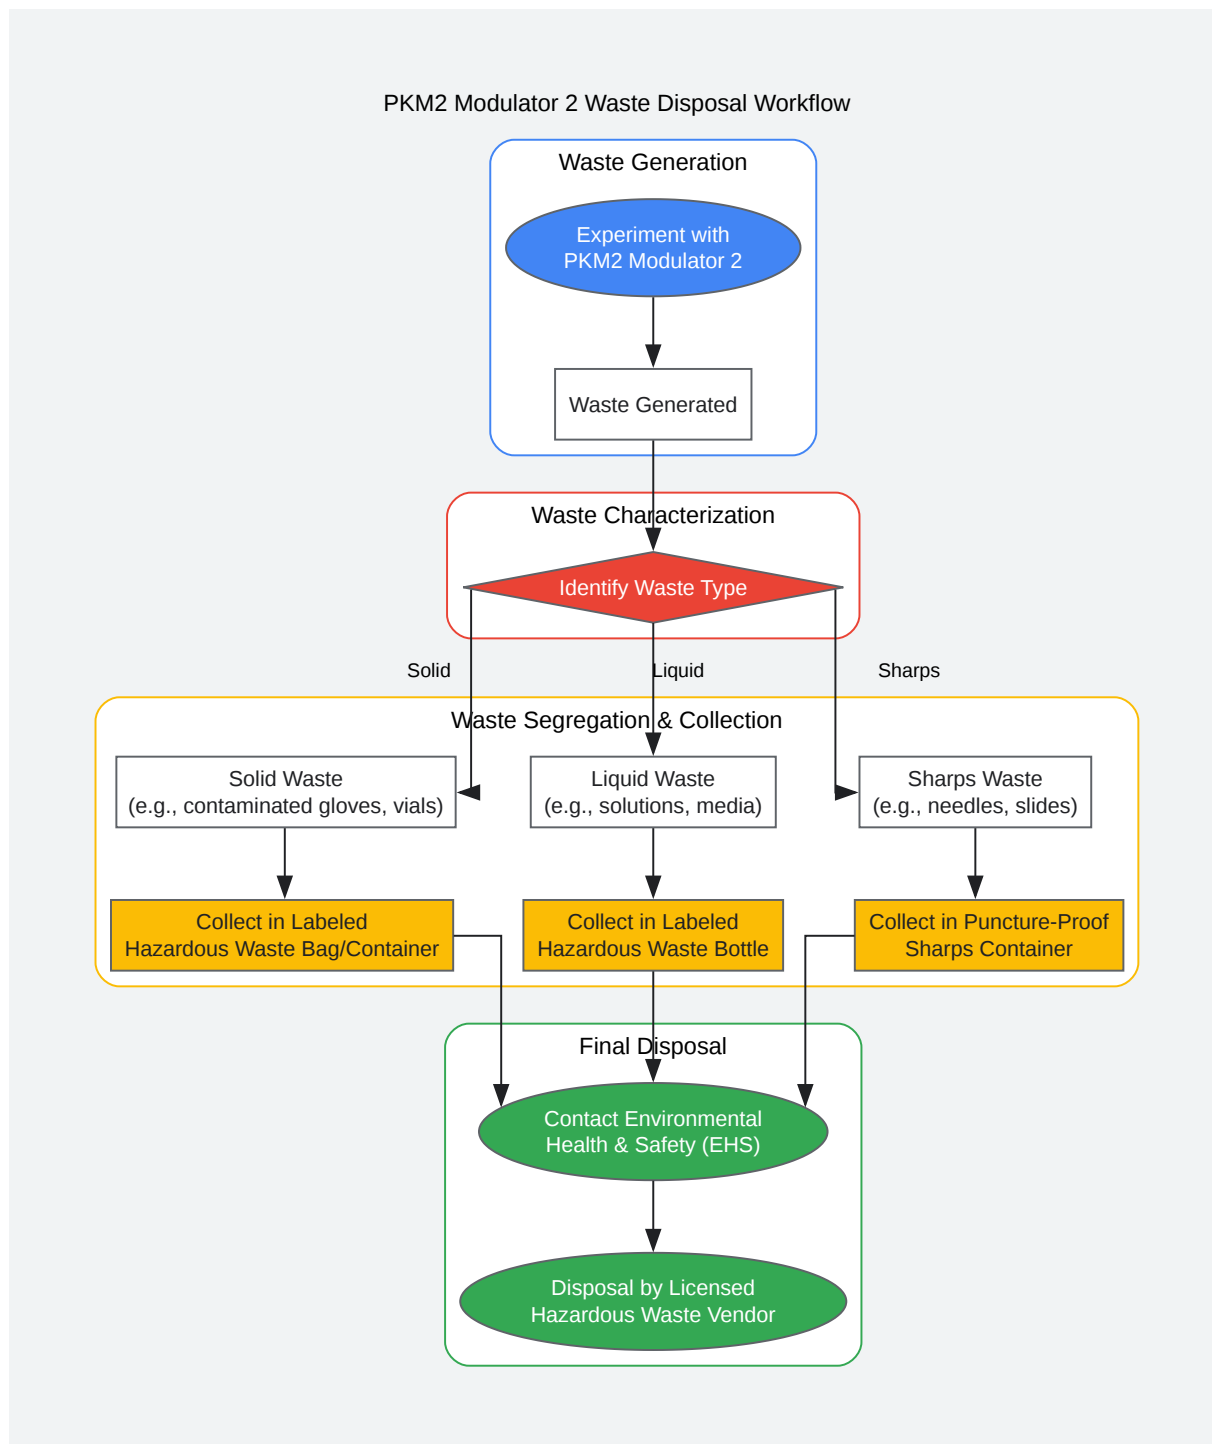 PKM2 Modulator 2 Waste Disposal Workflow
Waste Generation
Experiment with
PKM2 Modulator 2
Waste Generated
Waste Characterization
Identify Waste Type
Solid
Liquid
Sharps
Waste Segregation & Collection
Solid Waste
(e.g., contaminated gloves, vials)
Liquid Waste
(e.g., solutions, media)
Sharps Waste
(e.g., needles, slides)
Collect in Labeled
Hazardous Waste Bag/Container
Collect in Labeled
Hazardous Waste Bottle
Collect in Puncture-Proof
Sharps Container
Final Disposal
Contact Environmental
Health & Safety (EHS)
Disposal by Licensed
Hazardous Waste Vendor